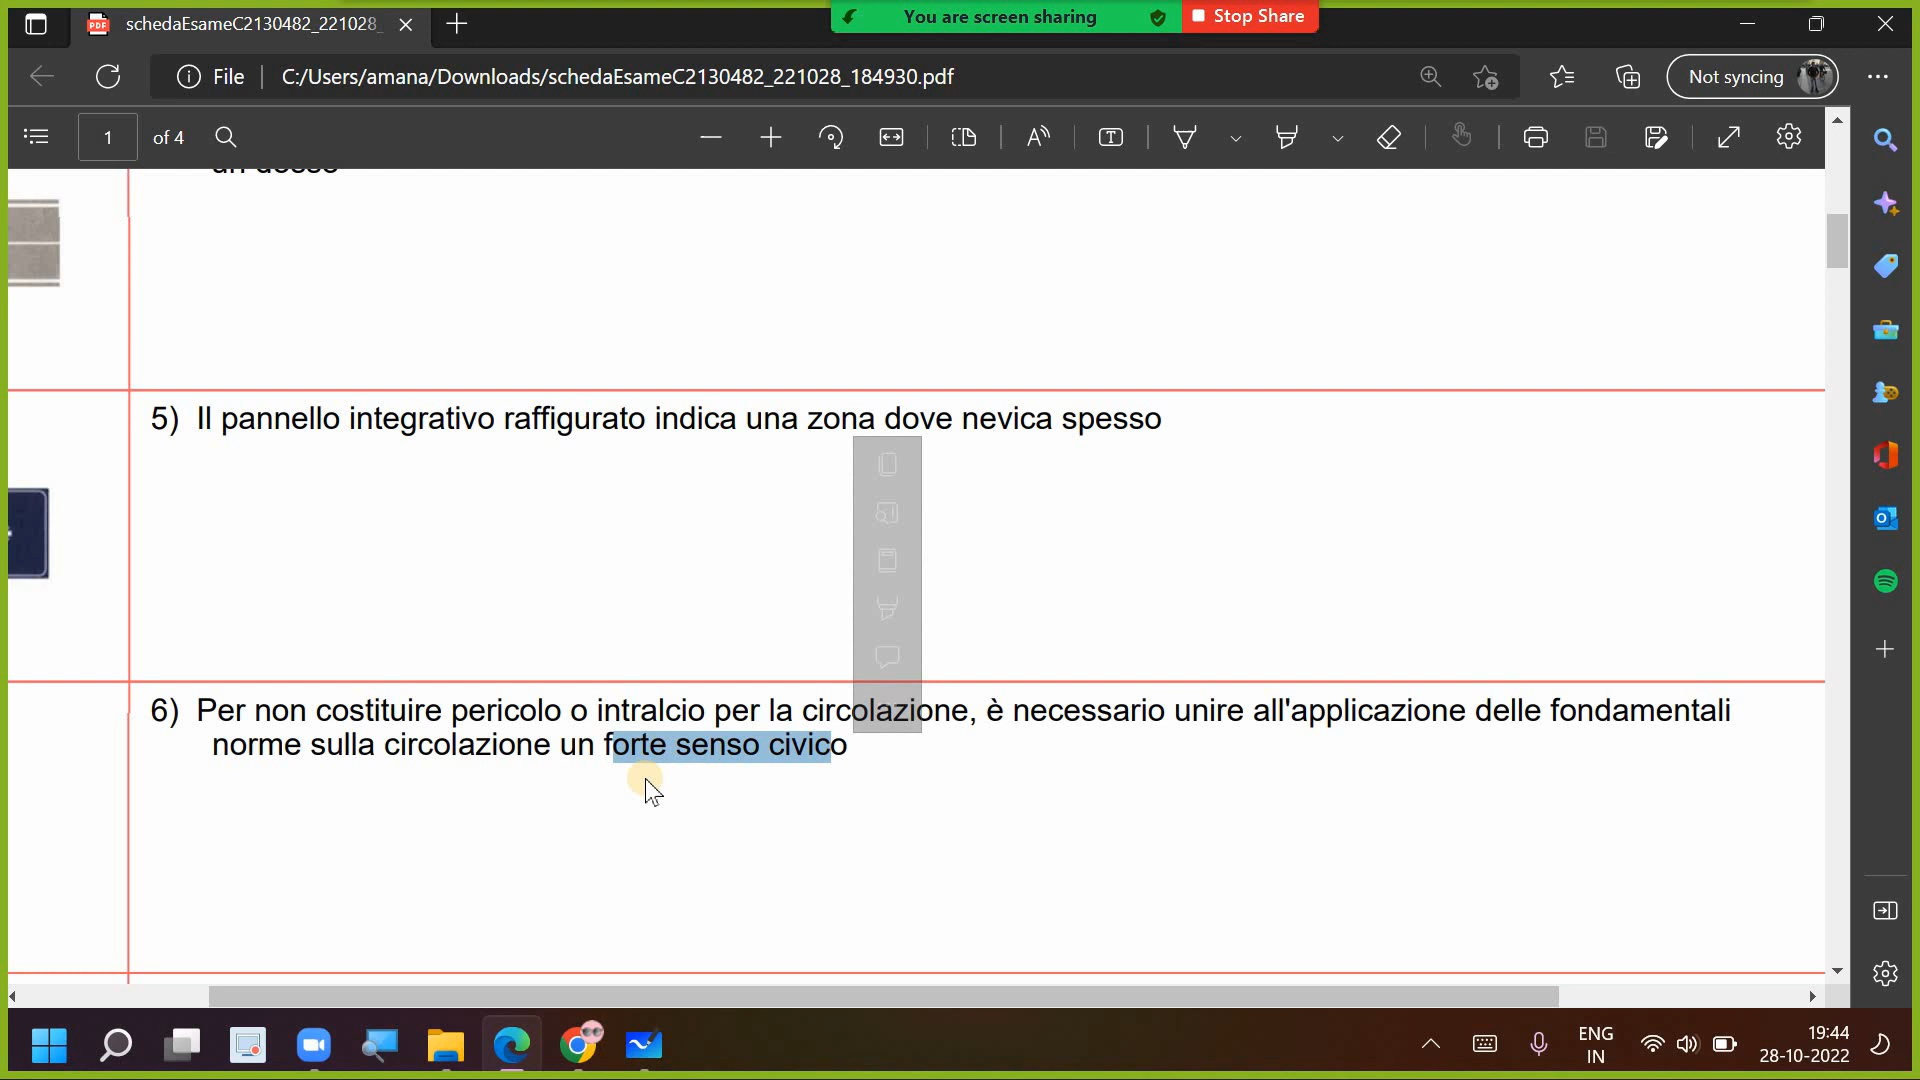 You are screen sharing
Stop Share
PDF
schedaEsameC2130482_221028_
File
C:/Users/amana/Downloads/schedaEsameC2130482_221028_184930.pdf
Not syncing
1 of 4
un dosso
5) Il pannello integrativo raffigurato indica una zona dove nevica spesso
6) Per non costituire pericolo o intralcio per la circolazione, è necessario unire all'applicazione delle fondamentali
norme sulla circolazione un forte senso civico
ENG
IN
19:44
28-10-2022